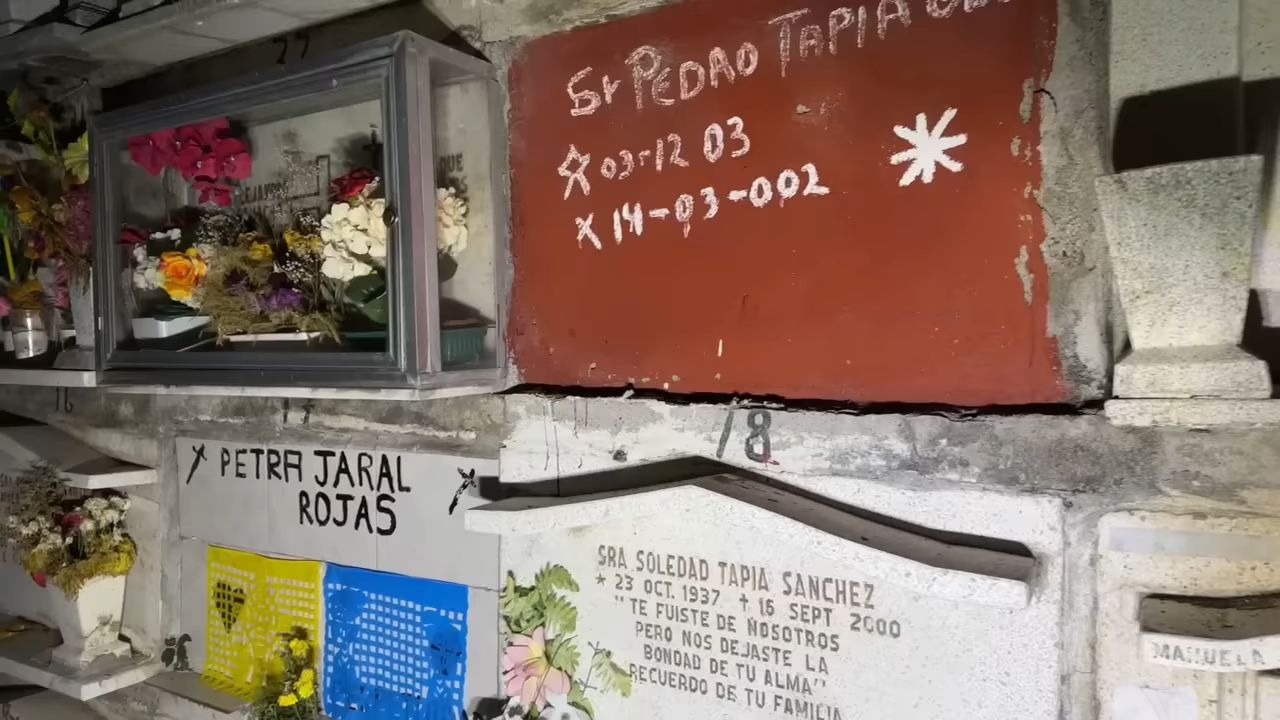 77
Sr PEDRO TAPIA
☆ 03-12 03
X 14-03-002
18
PETRA JARAL
ROJAS
SRA SOLEDAD TAPIA SANCHEZ
* 23 OCT. 1937 + 16 SEPT 2000
"TE FUISTE DE NOSOTROS
PERO NOS DEJASTE LA
BONDAD DE TU ALMA"
RECUERDO DE TU FAMILIA
MANUELA